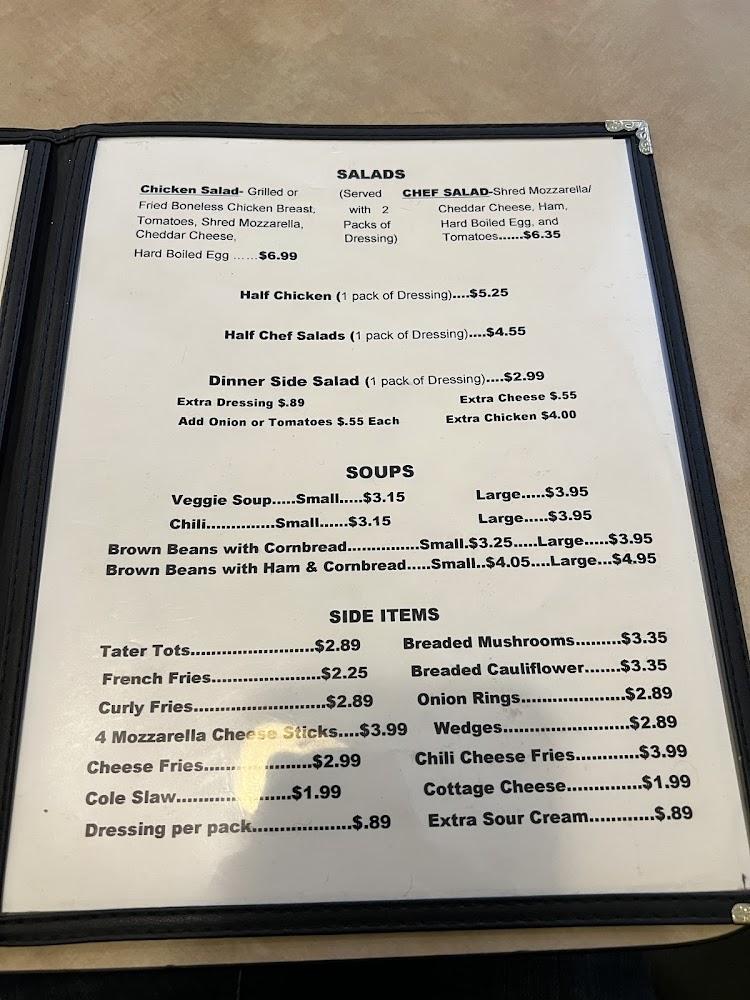 SALADS
Chicken Salad- Grilled or
Fried Boneless Chicken Breast,
Tomatoes, Shred Mozzarella,
Cheddar Cheese,
Hard Boiled Egg ......$6.99
(Served
with 2
Packs of
Dressing)
CHEF SALAD-Shred Mozzarella/
Cheddar Cheese, Ham,
Hard Boiled Egg, and
Tomatoes......$6.35
Half Chicken (1 pack of Dressing)....$5.25
Half Chef Salads (1 pack of Dressing)....$4.55
Dinner Side Salad (1 pack of Dressing)....$2.99
Extra Dressing $.89 Extra Cheese $.55
Add Onion or Tomatoes $.55 Each Extra Chicken $4.00
SOUPS
Veggie Soup.....Small.....$3.15 Large.....$3.95
Chili..............Small......$3.15 Large.....$3.95
Brown Beans with Cornbread...............Small.$3.25.....Large.....$3.95
Brown Beans with Ham & Cornbread.....Small..$4.05....Large...$4.95
SIDE ITEMS
Tater Tots.........................$2.89 Breaded Mushrooms.........$3.35
French Fries......................$2.25 Breaded Cauliflower.......$3.35
Curly Fries...........................$2.89 Onion Rings.....................$2.89
4 Mozzarella Cheese Sticks....$3.99 Wedges.........................$2.89
Cheese Fries......................$2.99 Chili Cheese Fries............$3.99
Cole Slaw.......................$1.99 Cottage Cheese..............$1.99
Dressing per pack...................$.89 Extra Sour Cream............$.89